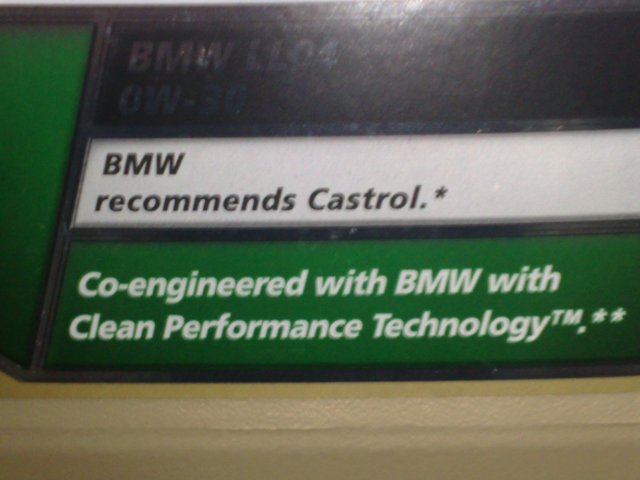 BMW LL04
0W-30
BMW
recommends Castrol.*
Co-engineered with BMW with
Clean Performance Technology™.**